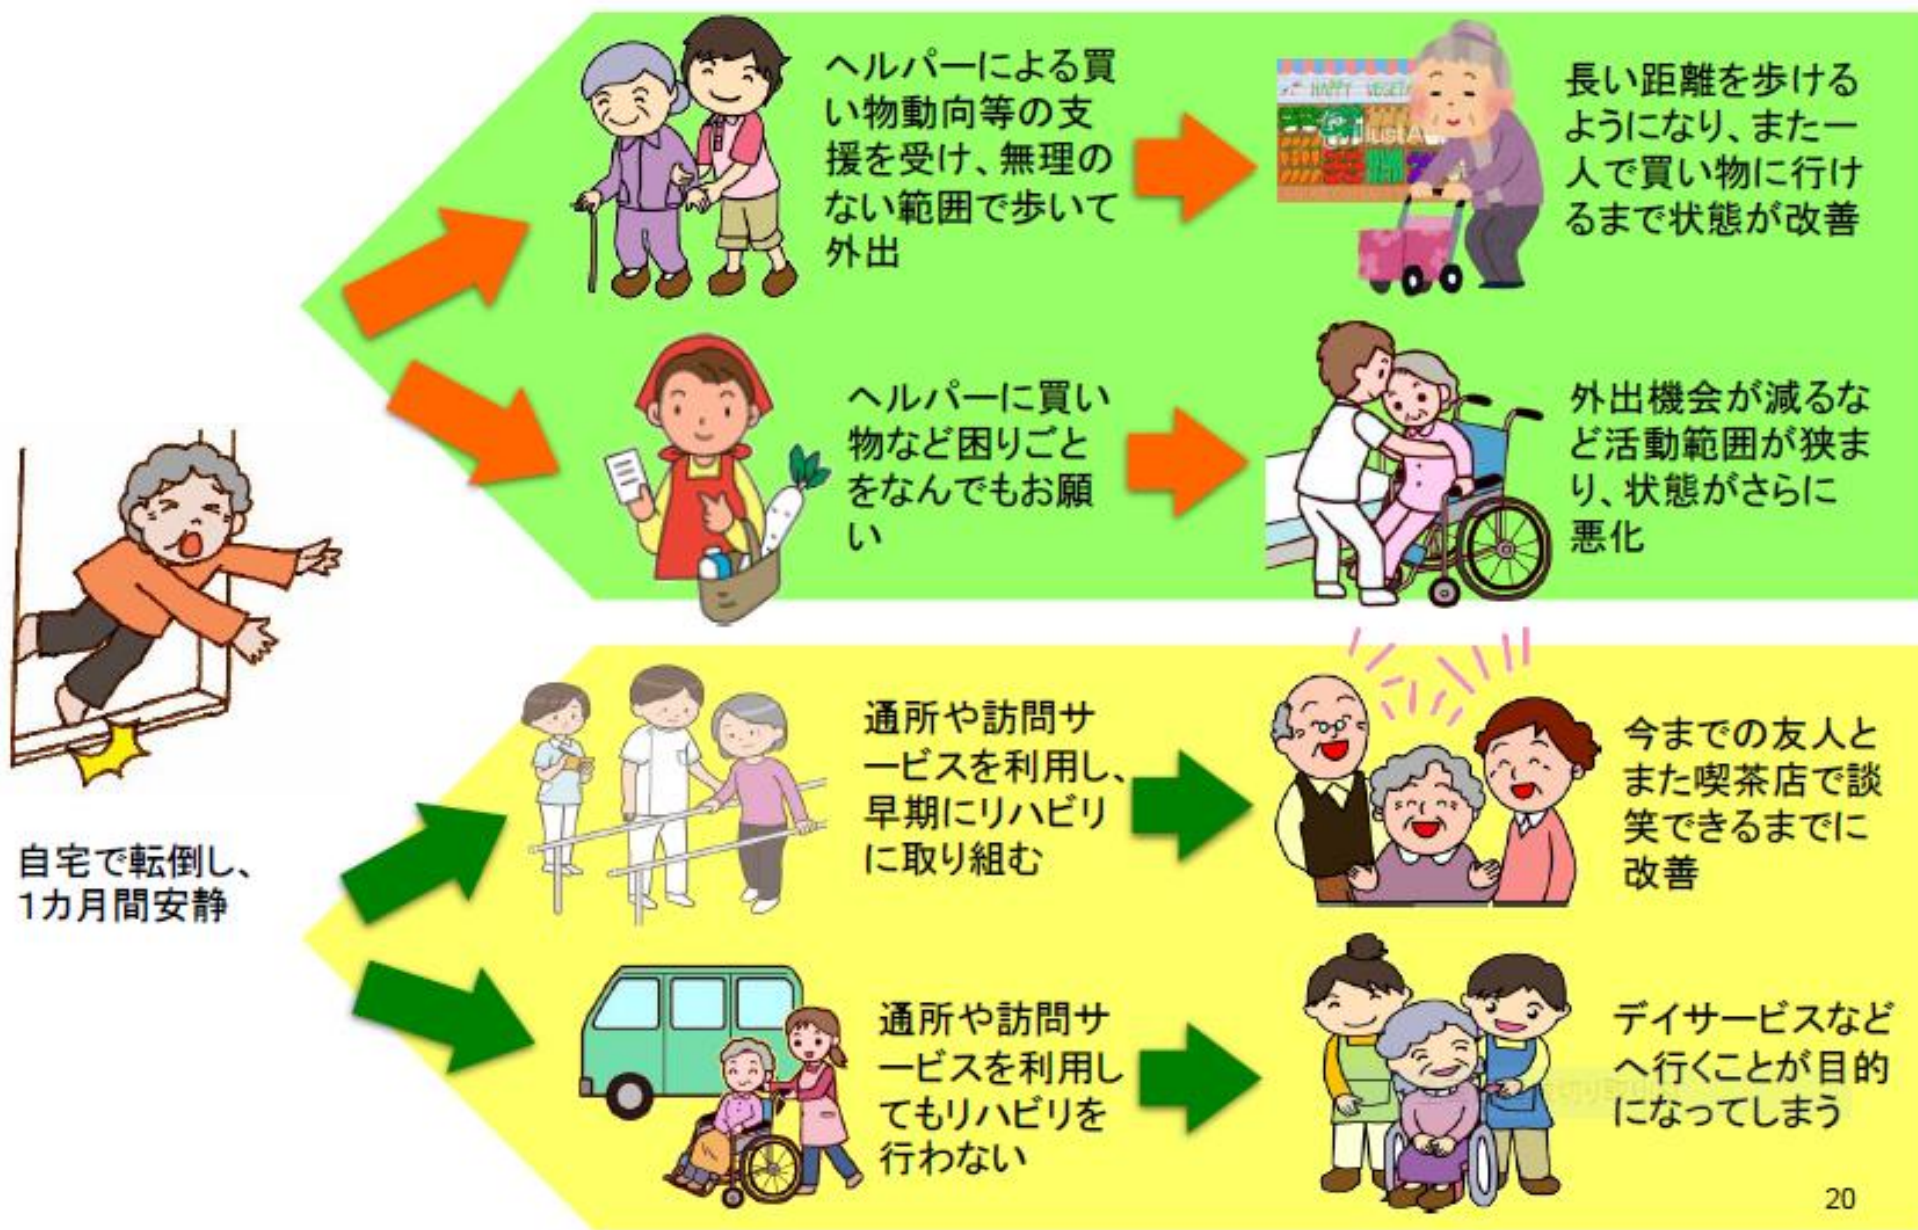 ヘルパーによる買
い物動向等の支
援を受け、無理の
ない範囲で歩いて
外出
HAPPY
長い距離を歩ける
ようになり、また一
人で買い物に行け
るまで状態が改善
ヘルパーに買い
物など困りごと
をなんでもお願
い
外出機会が減るな
ど活動範囲が狭ま
り、状態がさらに
悪化
自宅で転倒し、
1カ月間安静
通所や訪問サ
ービスを利用し、
早期にリハビリ
に取り組む
今までの友人と
また喫茶店で談
笑できるまでに
改善
通所や訪問サ
ービスを利用し
てもリハビリを
行わない
デイサービスなど
へ行くことが目的
になってしまう
20